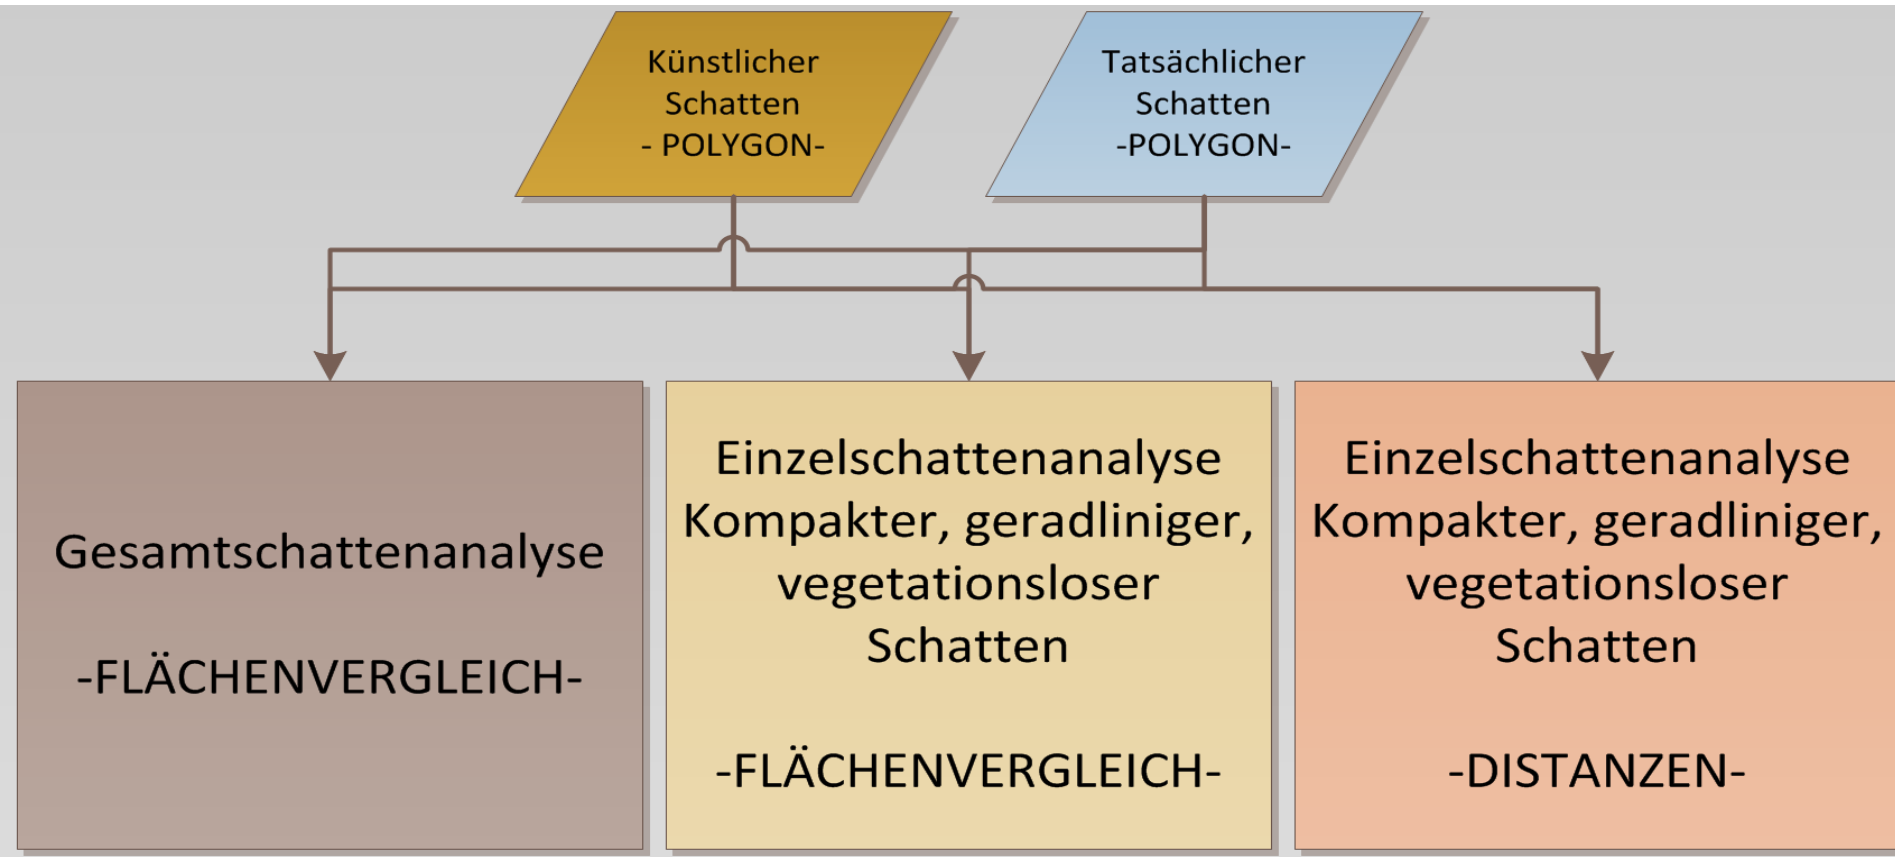 Künstlicher
Schatten
- POLYGON-
Tatsächlicher
Schatten
-POLYGON-
Gesamtschattenanalyse
-FLÄCHENVERGLEICH-
Einzelschattenanalyse
Kompakter, geradliniger,
vegetationsloser
Schatten
-FLÄCHENVERGLEICH-
Einzelschattenanalyse
Kompakter, geradliniger,
vegetationsloser
Schatten
-DISTANZEN-